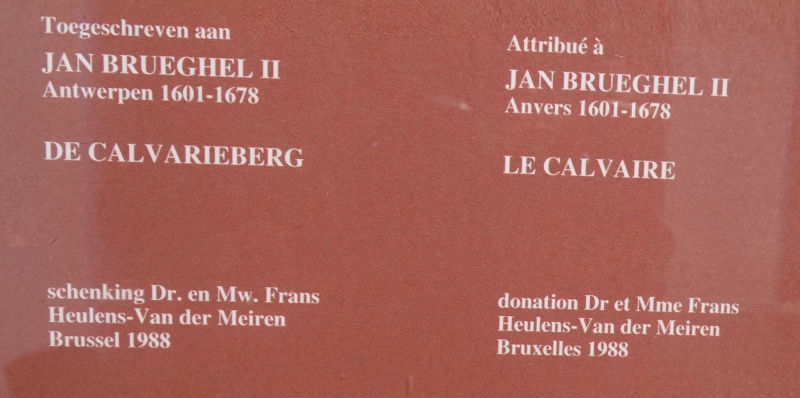 Toegeschreven aan
JAN BRUEGHEL II
Antwerpen 1601-1678
DE CALVARIEBERG
schenking Dr. en Mw. Frans
Heulens-Van der Meiren
Brussel 1988
Attribué à
JAN BRUEGHEL II
Anvers 1601-1678
LE CALVAIRE
donation Dr et Mme Frans
Heulens-Van der Meiren
Bruxelles 1988